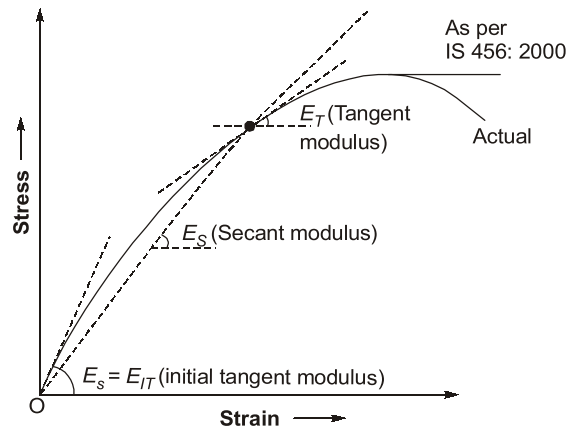 As per
IS 456: 2000
E_T (Tangent
modulus)
Actual
Stress
E_S (Secant modulus)
E_s = E_IT (initial tangent modulus)
O
Strain